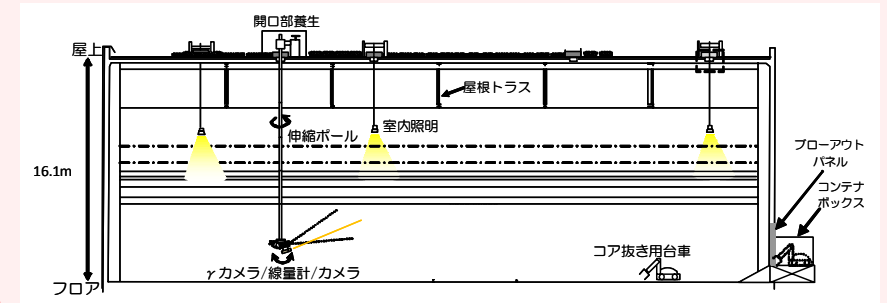 開口部養生
屋上
屋根トラス
伸縮ポール
室内照明
16.1m
ブローアウト
パネル
コンテナ
ボックス
コア抜き用台車
γカメラ/線量計/カメラ
フロア